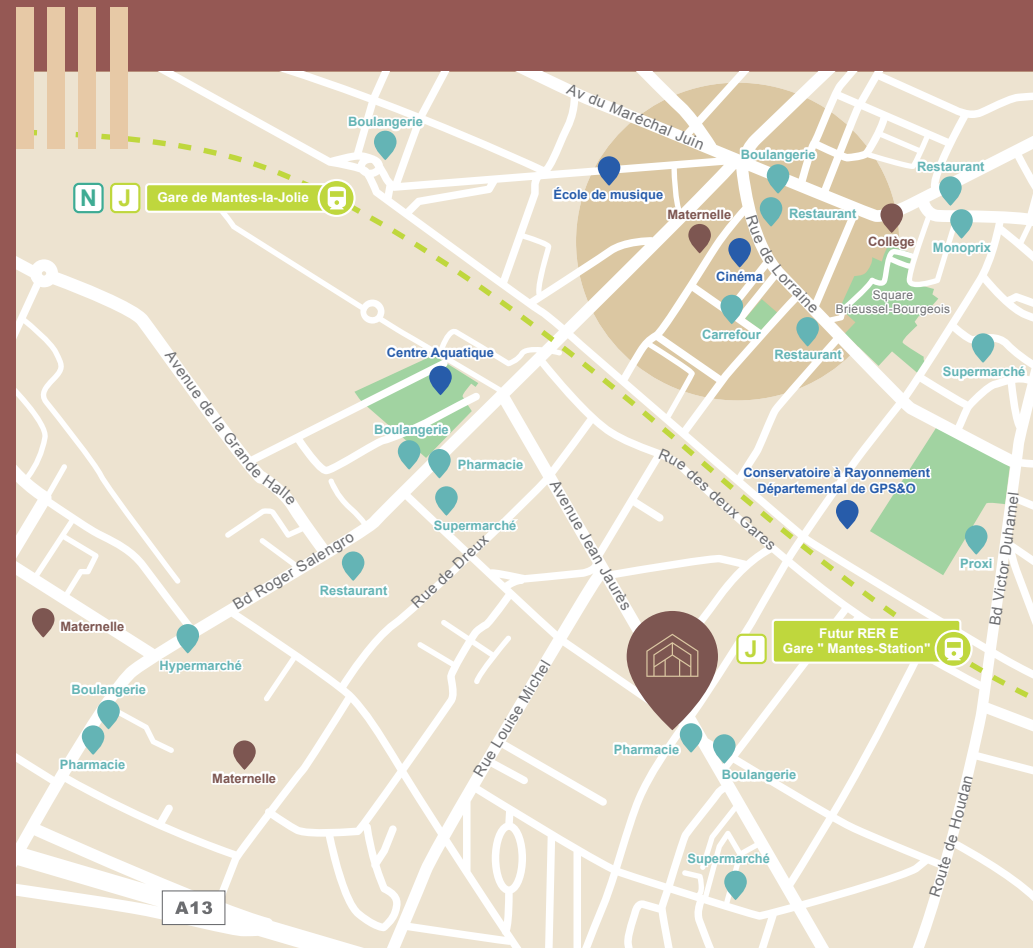 Av du Maréchal Juin
Boulangerie
Boulangerie
Restaurant
N J Gare de Mantes-la-Jolie
École de musique
Maternelle
Restaurant
Rue de Lorraine
Collège
Monoprix
Cinéma
Square
Brieussel-Bourgeois
Carrefour
Restaurant
Supermarché
Centre Aquatique
Avenue de la Grande Halle
Boulangerie
Pharmacie
Supermarché
Rue des deux Gares
Conservatoire à Rayonnement
Départemental de GPS&O
Avenue Jean Jaurès
Bd Victor Duhamel
Bd Roger Salengro
Rue de Dreux
Restaurant
Proxi
Maternelle
Hypermarché
J
Futur RER E
Gare " Mantes-Station"
Boulangerie
Pharmacie
Maternelle
Rue Louise Michel
Pharmacie
Boulangerie
Route de Houdan
Supermarché
A13